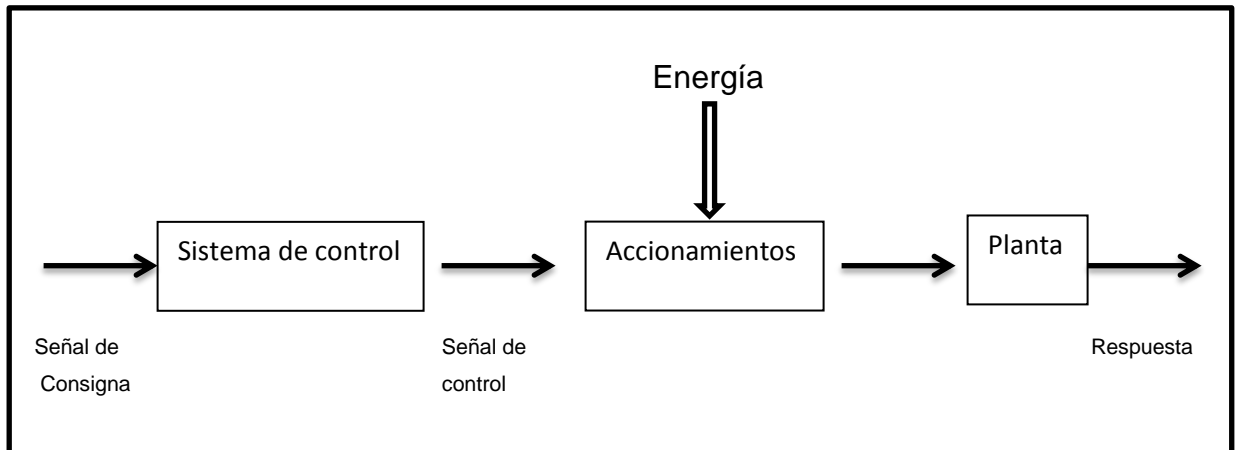 Energía
Sistema de control
Accionamientos
Planta
Señal de
Consigna
Señal de
control
Respuesta